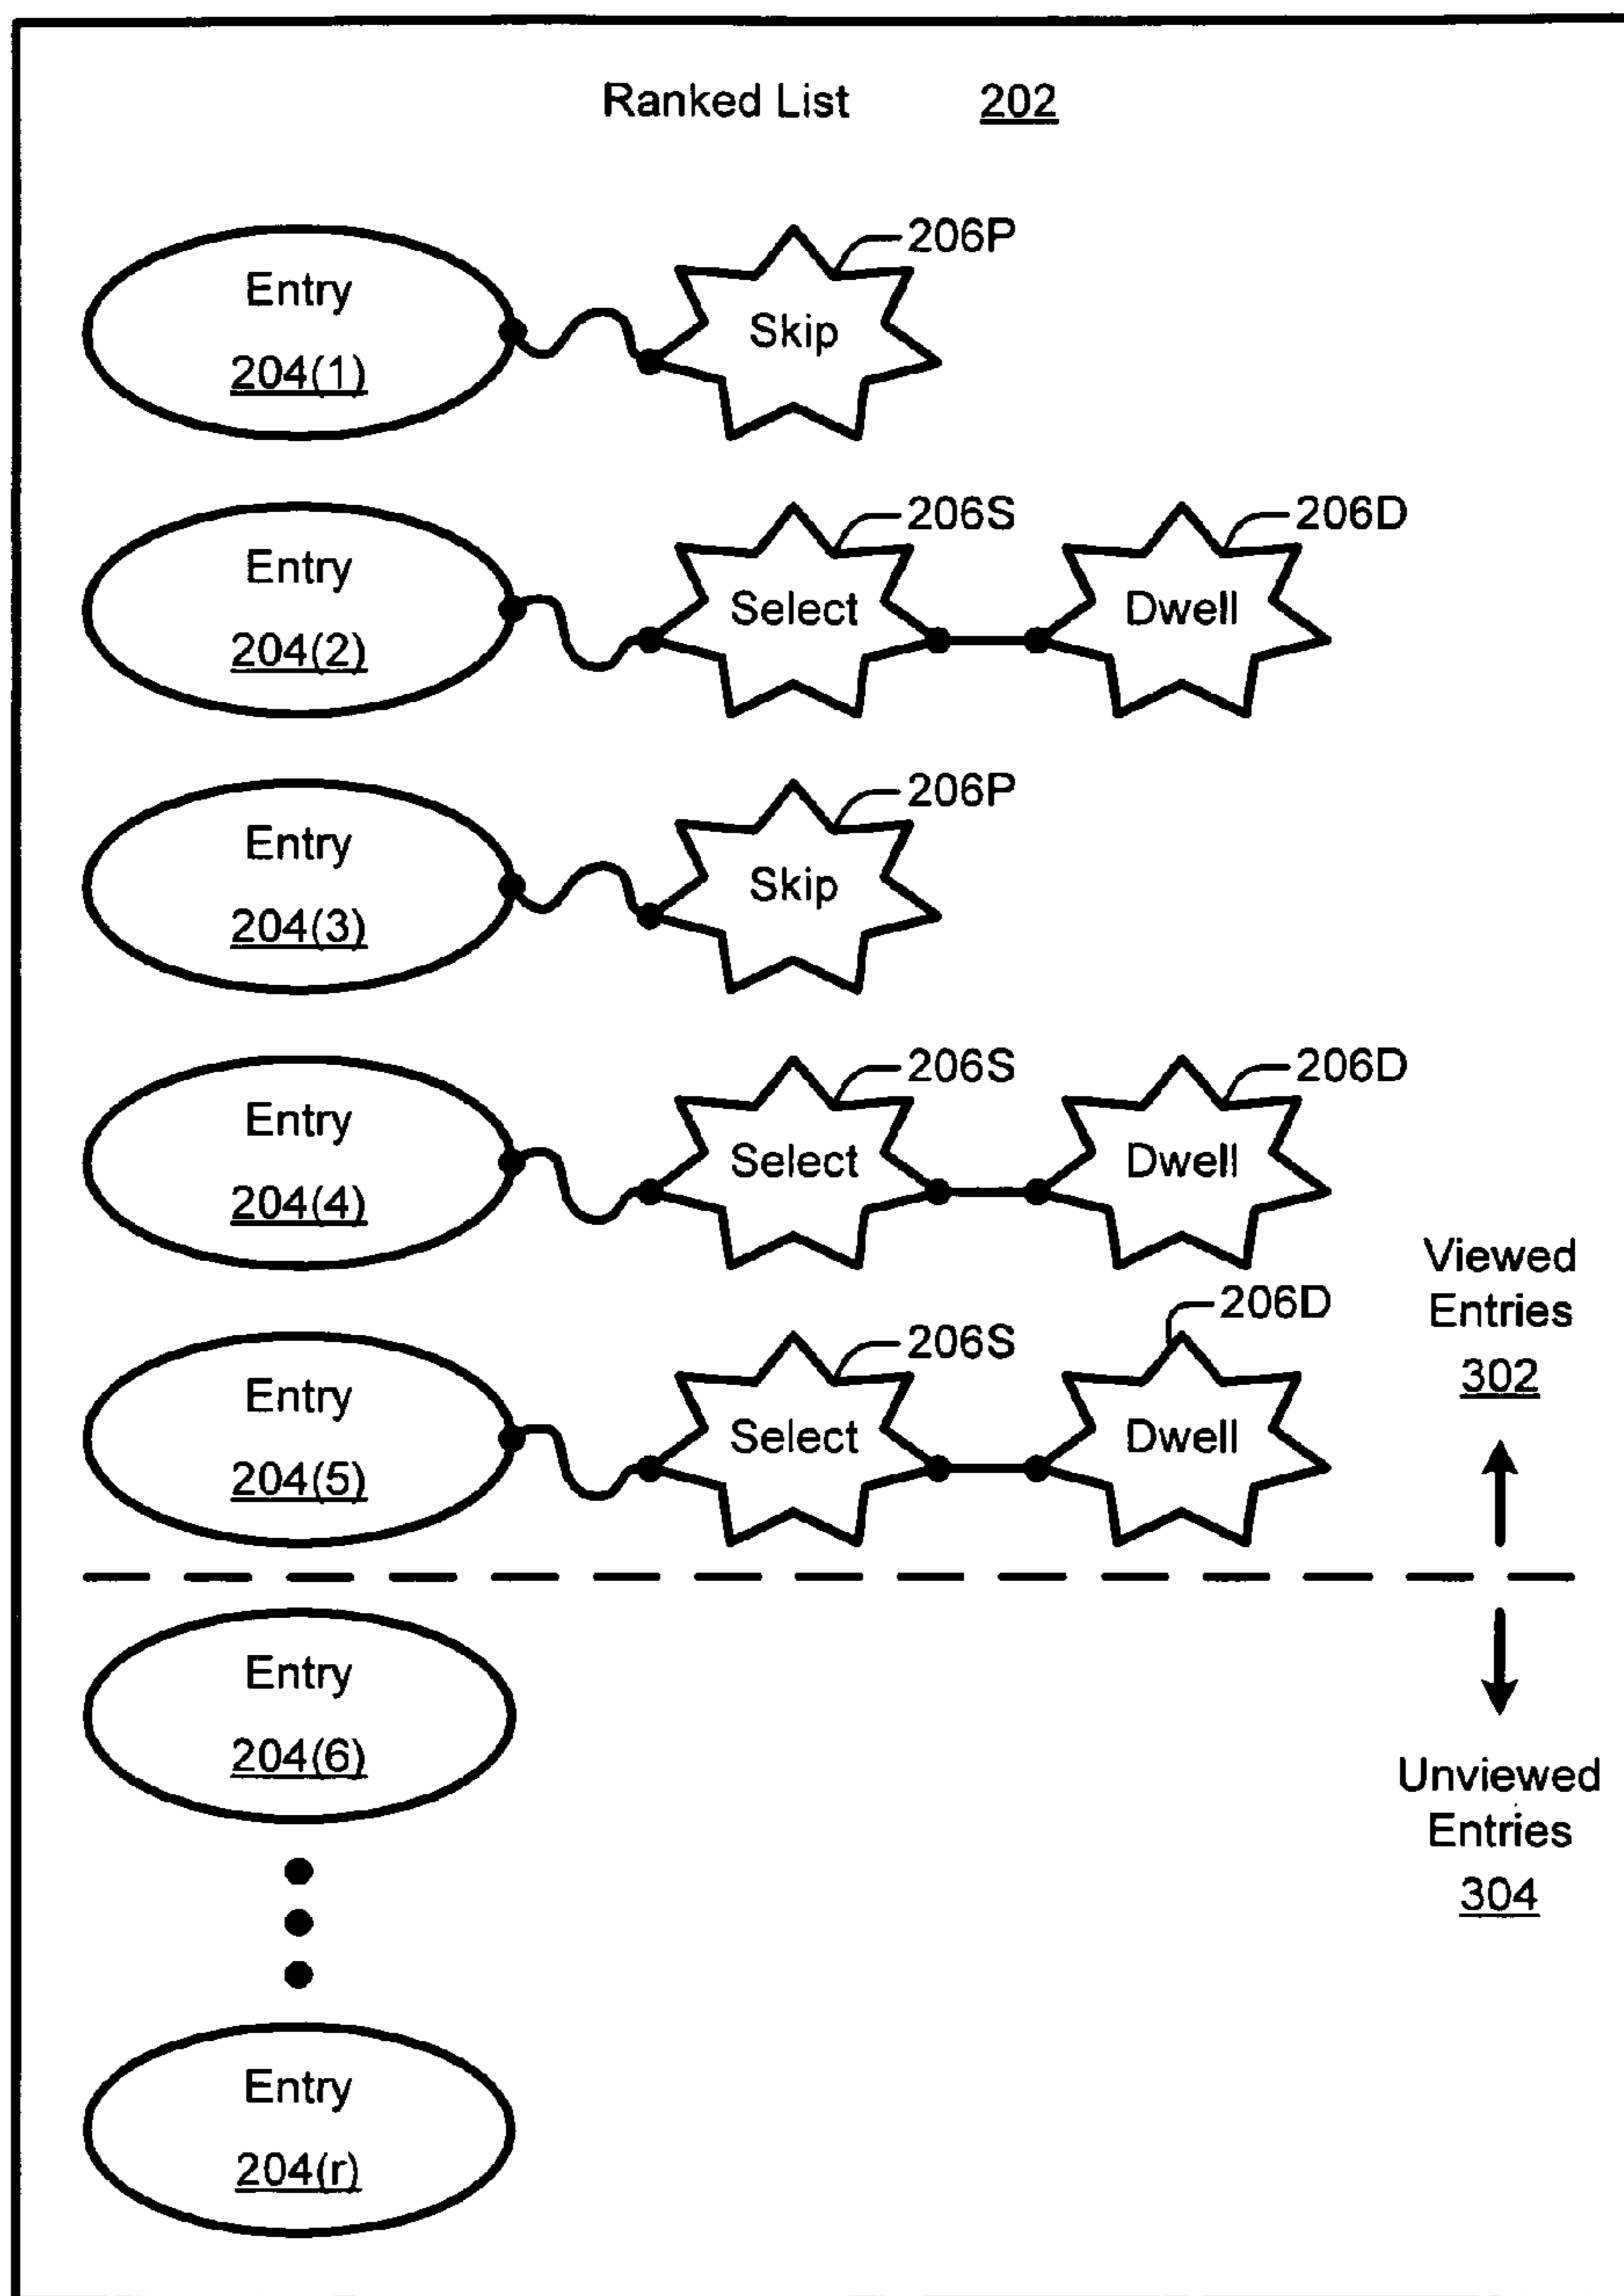 Ranked List 202
206P
Entry
Skip
204(1)
206S 206D
Entry
Select Dwell
204(2)
206P
Entry
Skip
204(3)
206S 206D
Entry
Select Dwell
204(4)
Viewed
Entries
302
206D
206S
Entry
Select Dwell
204(5)
Entry
204(6)
Unviewed
Entries
304
Entry
204(r)